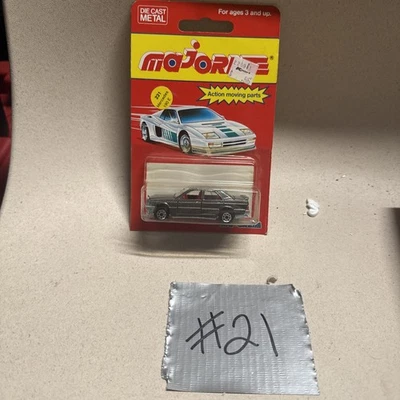 DIE CAST
METAL
For ages 3 and up.
majorette
Action moving parts
#21